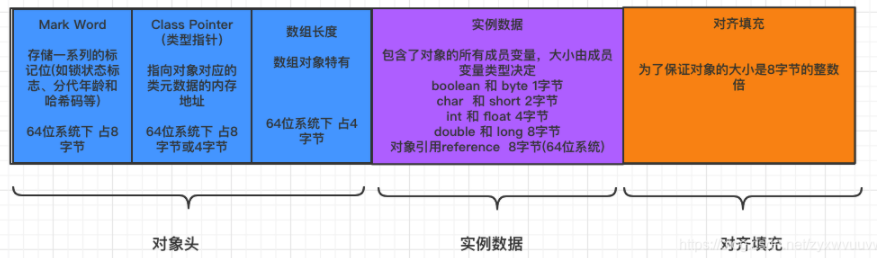 Mark Word
存储一系列的标
记位(如锁状态标
志、分代年龄和
哈希码等)
64位系统下 占8
字节
Class Pointer
(类型指针)
指向对象对应的
类元数据的内存
地址
64位系统下 占8
字节或4字节
数组长度
数组对象特有
64位系统下 占4
字节
实例数据
包含了对象的所有成员变量，大小由成员
变量类型决定
boolean 和 byte 1字节
char 和 short 2字节
int 和 float 4字节
double 和 long 8字节
对象引用reference 8字节(64位系统)
对齐填充
为了保证对象的大小是8字节的整数
倍
对象头
实例数据
对齐填充